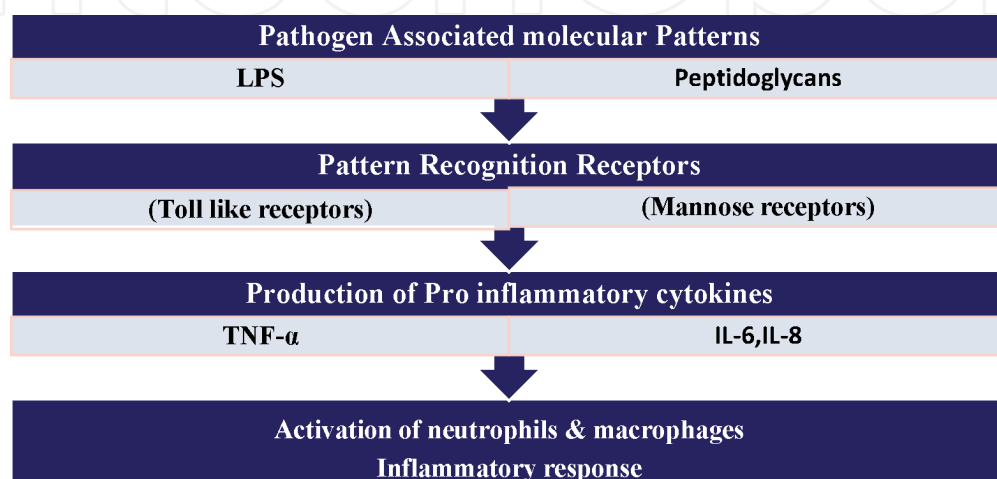 Pathogen Associated molecular Patterns
LPS
Peptidoglycans
Pattern Recognition Receptors
(Toll like receptors)
(Mannose receptors)
Production of Pro inflammatory cytokines
TNF-α
IL-6,IL-8
Activation of neutrophils & macrophages
Inflammatory response